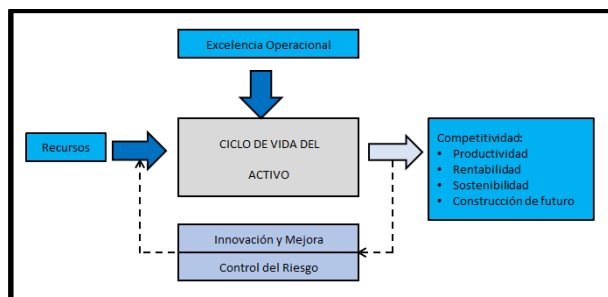 Excelencia Operacional
Recursos
CICLO DE VIDA DEL
ACTIVO
Competitividad:
• Productividad
• Rentabilidad
• Sostenibilidad
• Construcción de futuro
Innovación y Mejora
Control del Riesgo